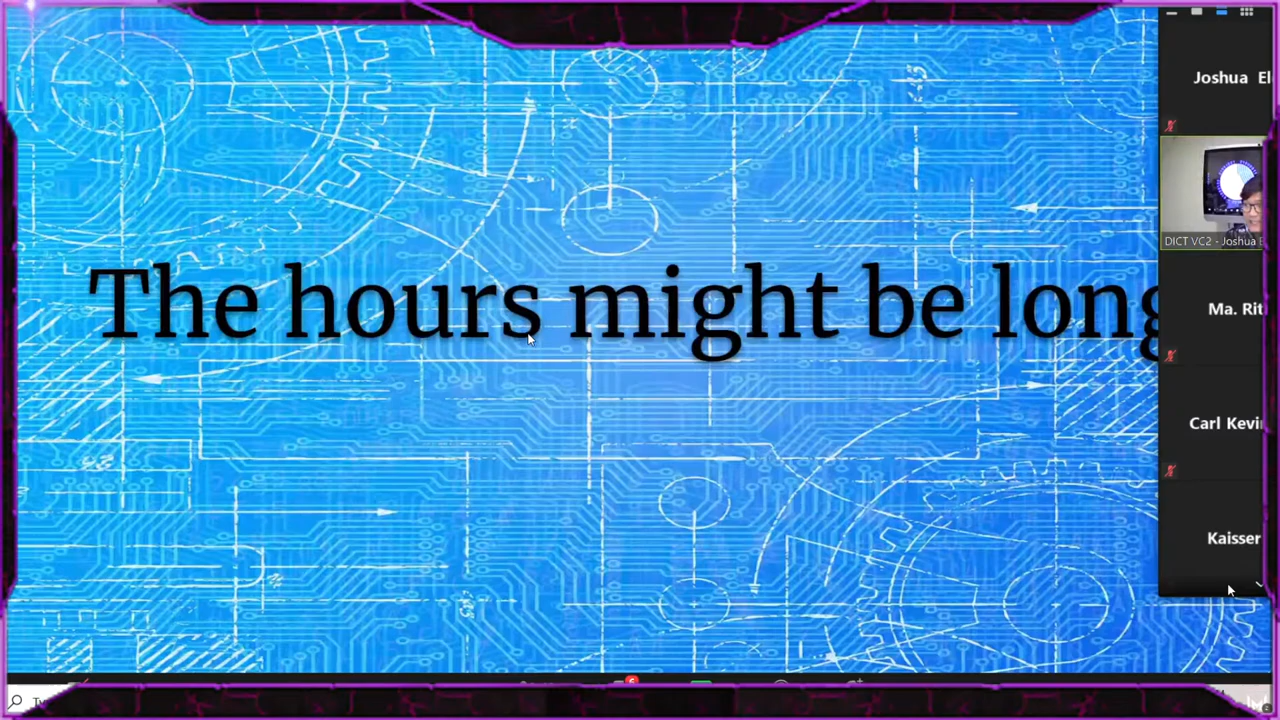 Joshua El
DICT VC2 - Joshua E
The hours might be long
Ma. Rit
Carl Kevi
Kaisser